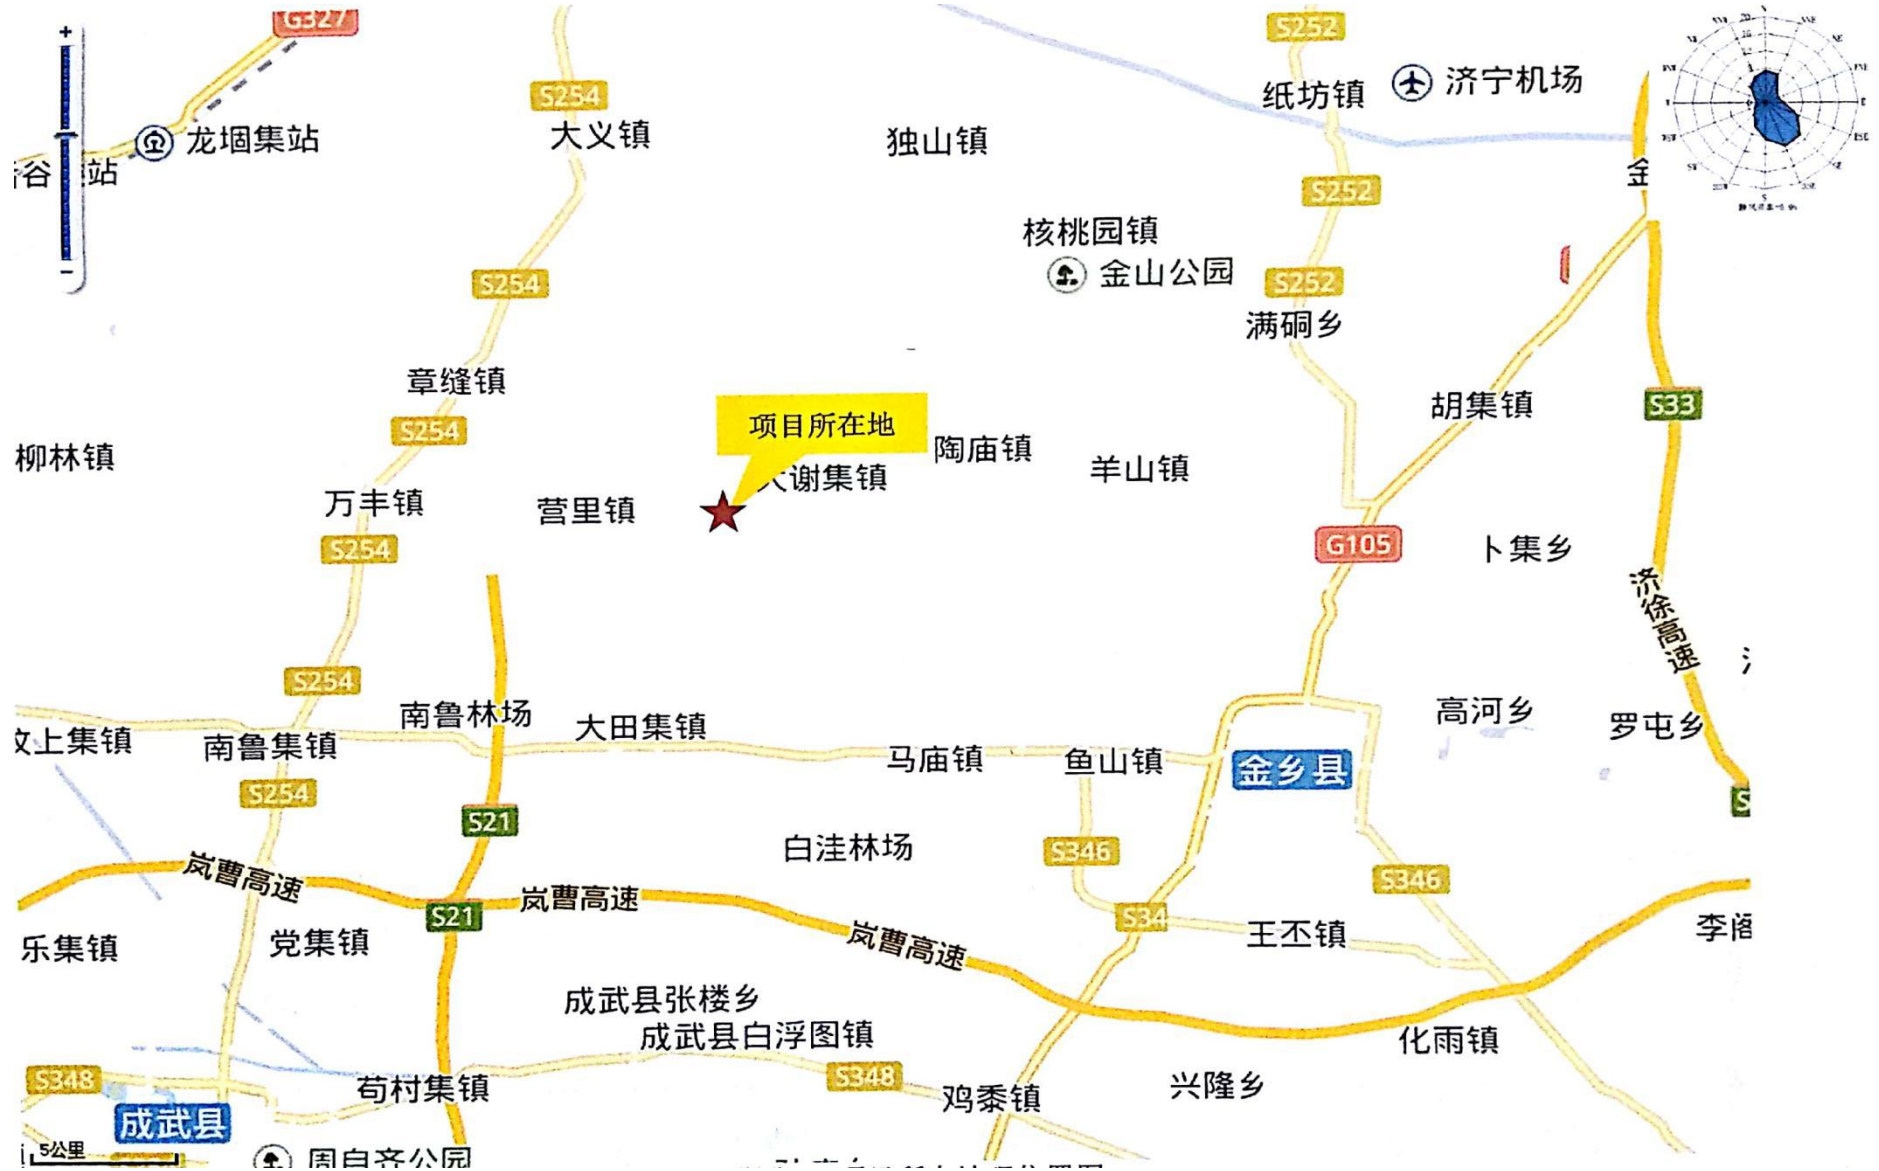 G327
S252
S254
纸坊镇
济宁机场
大义镇
独山镇
龙堌集站
谷
站
金
S252
核桃园镇
金山公园
S254
S252
满硐乡
章缝镇
胡集镇
S33
项目所在地
S254
陶庙镇
柳林镇
谢集镇
羊山镇
万丰镇
营里镇
S254
G105
卜集乡
济徐高速
S254
南鲁林场
大田集镇
高河乡
罗屯乡
上集镇
南鲁集镇
马庙镇
鱼山镇
金乡县
S254
S21
白洼林场
S346
S346
岚曹高速
岚曹高速
S21
S34
岚曹高速
王丕镇
李阁
乐集镇
党集镇
成武县张楼乡
成武县白浮图镇
化雨镇
S348
苟村集镇
S348
鸡黍镇
兴隆乡
成武县
5公里
周自齐公园